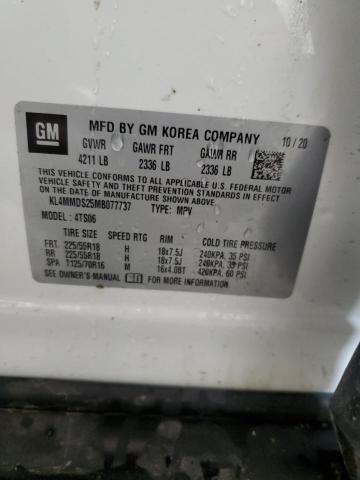 GM
MFD BY GM KOREA COMPANY 10/20
GVWR GAWR FRT GAWR RR
4211 LB 2336 LB 2336 LB
THIS VEHICLE CONFORMS TO ALL APPLICABLE U.S. FEDERAL MOTOR
VEHICLE SAFETY, BUMPER, AND THEFT PREVENTION STANDARDS IN
EFFECT ON THE DATE OF MANUFACTURE SHOWN ABOVE.
KL4MMDS25MB077737 TYPE: MPV
MODEL: 4TS06
TIRE SIZE RIM COLD TIRE PRESSURE
FRT 225/55R18 H 18x7.5J 240KPA, 35 PSI
RR 225/55R18 H 18x7.5J 240KPA, 35 PSI
SPA T125/70R16 M 16x4.0BT 420KPA, 60 PSI
SEE OWNER'S MANUAL FOR MORE INFORMATION.